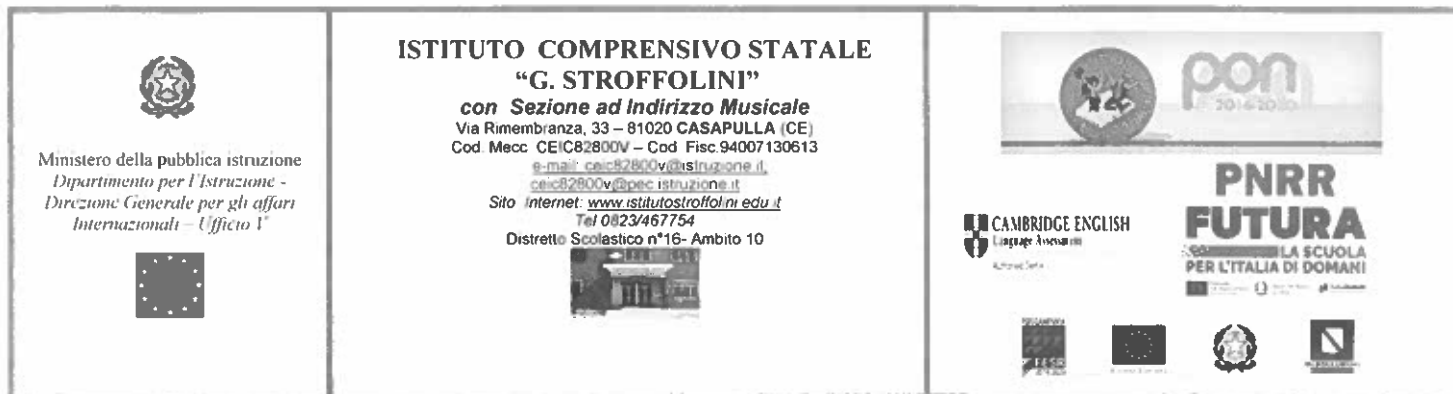 Ministero della pubblica istruzione
Dipartimento per l'Istruzione -
Direzione Generale per gli affari
Internazionali – Ufficio V
ISTITUTO COMPRENSIVO STATALE
“G. STROFFOLINI”
con Sezione ad Indirizzo Musicale
Via Rimembranza, 33 – 81020 CASAPULLA (CE)
Cod. Mecc CEIC82800V – Cod Fisc.94007130613
e-mail: ceic82800v@istruzione.it,
ceic82800v@pec.istruzione.it
Sito Internet: www.istitutostroffolini.edu.it
Tel 0823/467754
Distretto Scolastico n°16- Ambito 10
pon
2014-2020
CAMBRIDGE ENGLISH
Language Assessment
PNRR
FUTURA
LA SCUOLA
PER L'ITALIA DI DOMANI
FESR